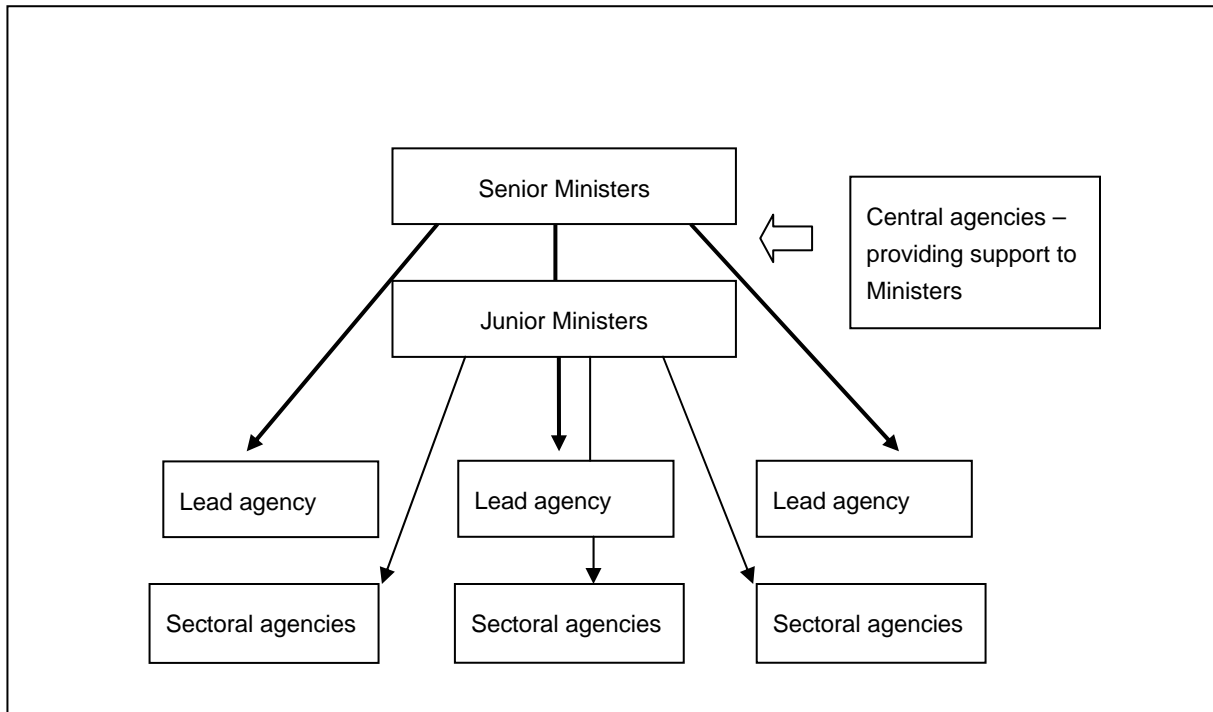 Senior Ministers
Central agencies –
providing support to
Ministers
Junior Ministers
Lead agency
Lead agency
Lead agency
Sectoral agencies
Sectoral agencies
Sectoral agencies